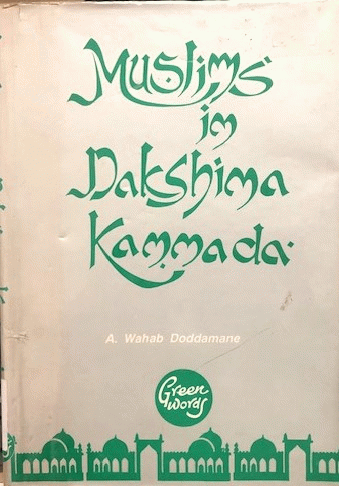 Muslims
in
Dakshina
Kannada
A. Wahab Doddamane
Green
Words